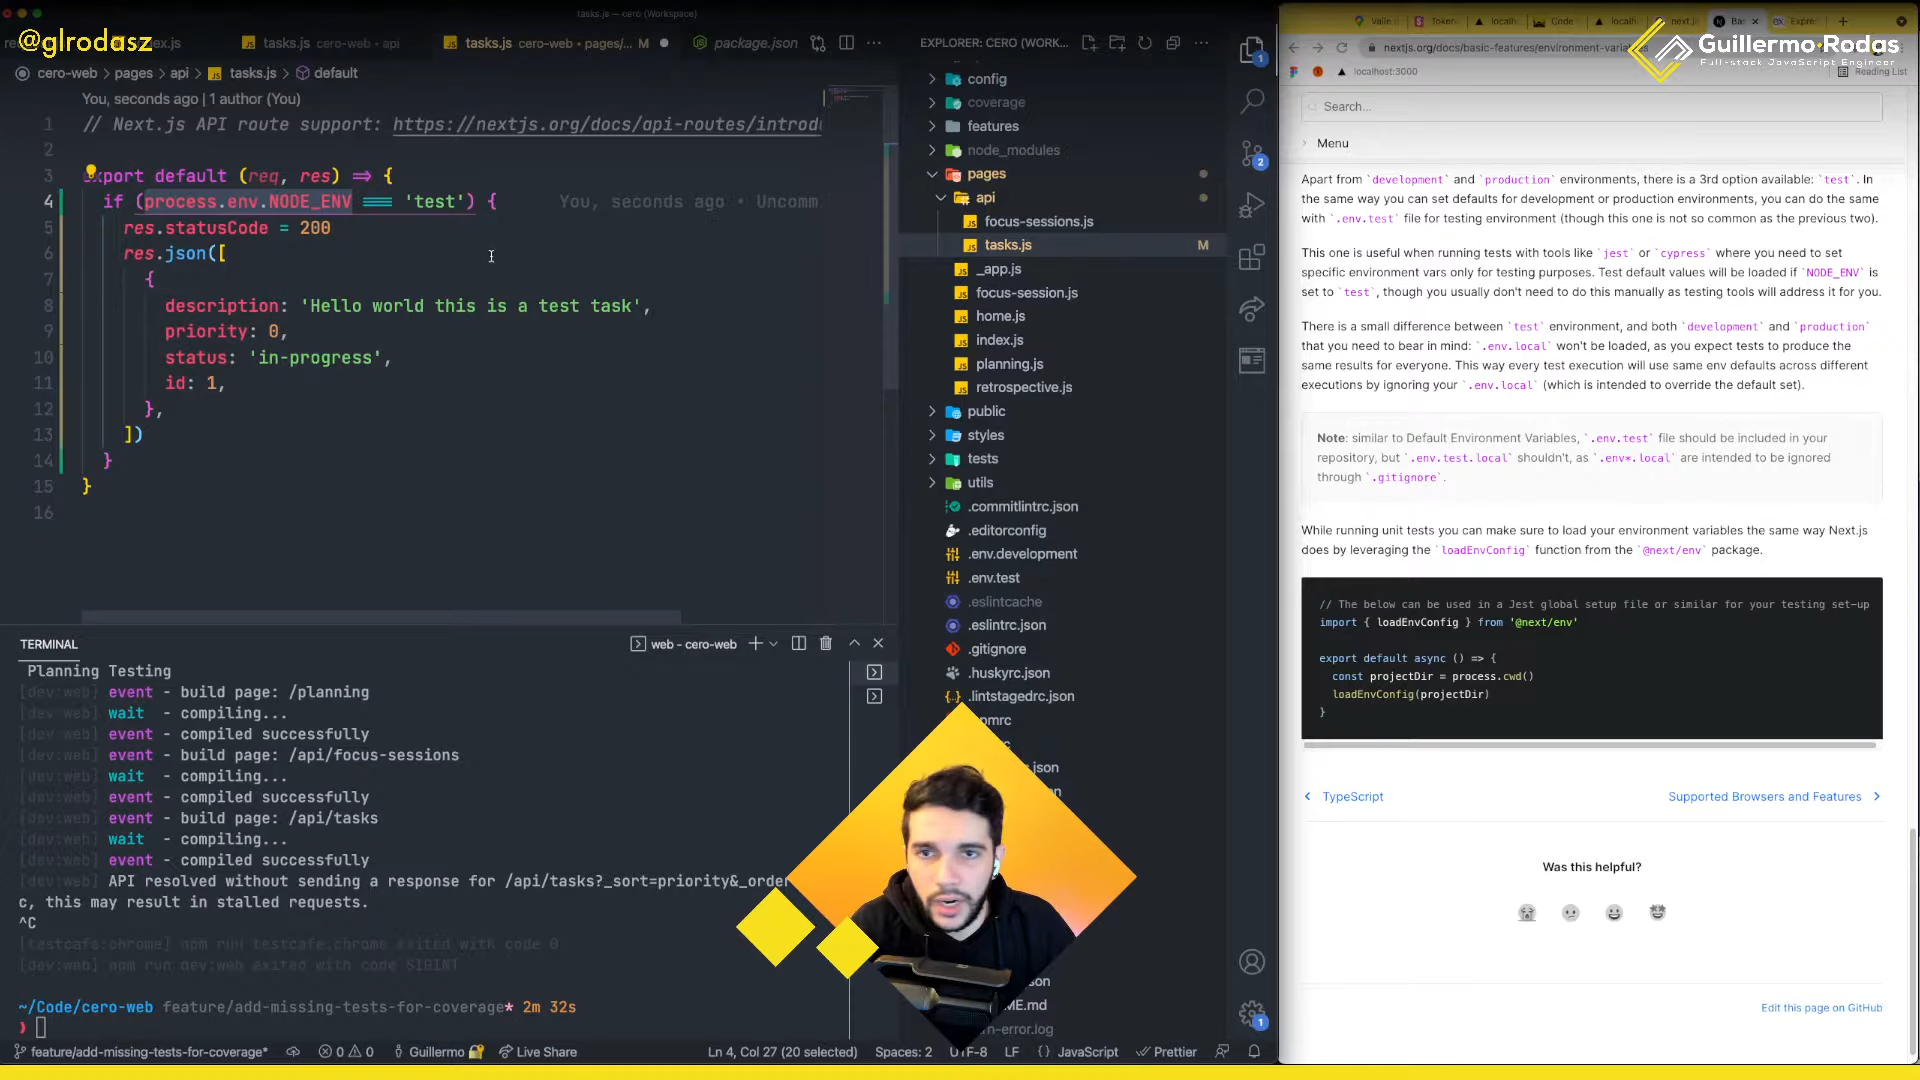 @glrodasz
tasks.js — cero (Workspace)
tasks.js cero-web • api
tasks.js cero-web • pages/... M
package.json
cero-web > pages > api > tasks.js > default
You, seconds ago | 1 author (You)
1 // Next.js API route support: https://nextjs.org/docs/api-routes/introdu
2
3 export default (req, res) => {
4 if (process.env.NODE_ENV === 'test') { You, seconds ago • Uncomm
5 res.statusCode = 200
6 res.json([
7 {
8 description: 'Hello world this is a test task',
9 priority: 0,
10 status: 'in-progress',
11 id: 1,
12 },
13 ])
14 }
15 }
16
TERMINAL
web - cero-web
Planning Testing
[dev:web] event - build page: /planning
[dev:web] wait - compiling...
[dev:web] event - compiled successfully
[dev:web] event - build page: /api/focus-sessions
[dev:web] wait - compiling...
[dev:web] event - compiled successfully
[dev:web] event - build page: /api/tasks
[dev:web] wait - compiling...
[dev:web] event - compiled successfully
[dev:web] API resolved without sending a response for /api/tasks?_sort=priority&_order
c, this may result in stalled requests.
^C
[testcafe:chrome] npm run testcafe:chrome exited with code 0
[dev:web] npm run dev:web exited with code SIGINT
~/Code/cero-web feature/add-missing-tests-for-coverage* 2m 32s
feature/add-missing-tests-for-coverage*
0 0
Guillermo
Live Share
Ln 4, Col 27 (20 selected)
Spaces: 2
UTF-8
LF
JavaScript
Prettier
EXPLORER: CERO (WORK...
config
coverage
features
node_modules
pages
api
focus-sessions.js
tasks.js M
_app.js
focus-session.js
home.js
index.js
planning.js
retrospective.js
public
styles
tests
utils
.commitlintrc.json
.editorconfig
.env.development
.env.test
.eslintcache
.eslintrc.json
.gitignore
.huskyrc.json
.lintstagedrc.json
1
2
1
nextjs.org/docs/basic-features/environment-variables
localhost:3000
Reading List
Guillermo Rodas
Full-stack JavaScript Engineer
Search...
Menu
Apart from `development` and `production` environments, there is a 3rd option available: `test`. In
the same way you can set defaults for development or production environments, you can do the same
with `.env.test` file for testing environment (though this one is not so common as the previous two).
This one is useful when running tests with tools like `jest` or `cypress` where you need to set
specific environment vars only for testing purposes. Test default values will be loaded if `NODE_ENV` is
set to `test`, though you usually don't need to do this manually as testing tools will address it for you.
There is a small difference between `test` environment, and both `development` and `production`
that you need to bear in mind: `.env.local` won't be loaded, as you expect tests to produce the
same results for everyone. This way every test execution will use same env defaults across different
executions by ignoring your `.env.local` (which is intended to override the default set).
Note: similar to Default Environment Variables, `.env.test` file should be included in your
repository, but `.env.test.local` shouldn't, as `.env*.local` are intended to be ignored
through `.gitignore`.
While running unit tests you can make sure to load your environment variables the same way Next.js
does by leveraging the `loadEnvConfig` function from the `@next/env` package.
// The below can be used in a Jest global setup file or similar for your testing set-up
import { loadEnvConfig } from '@next/env'
export default async () => {
const projectDir = process.cwd()
loadEnvConfig(projectDir)
}
TypeScript
Supported Browsers and Features
Was this helpful?
Edit this page on GitHub